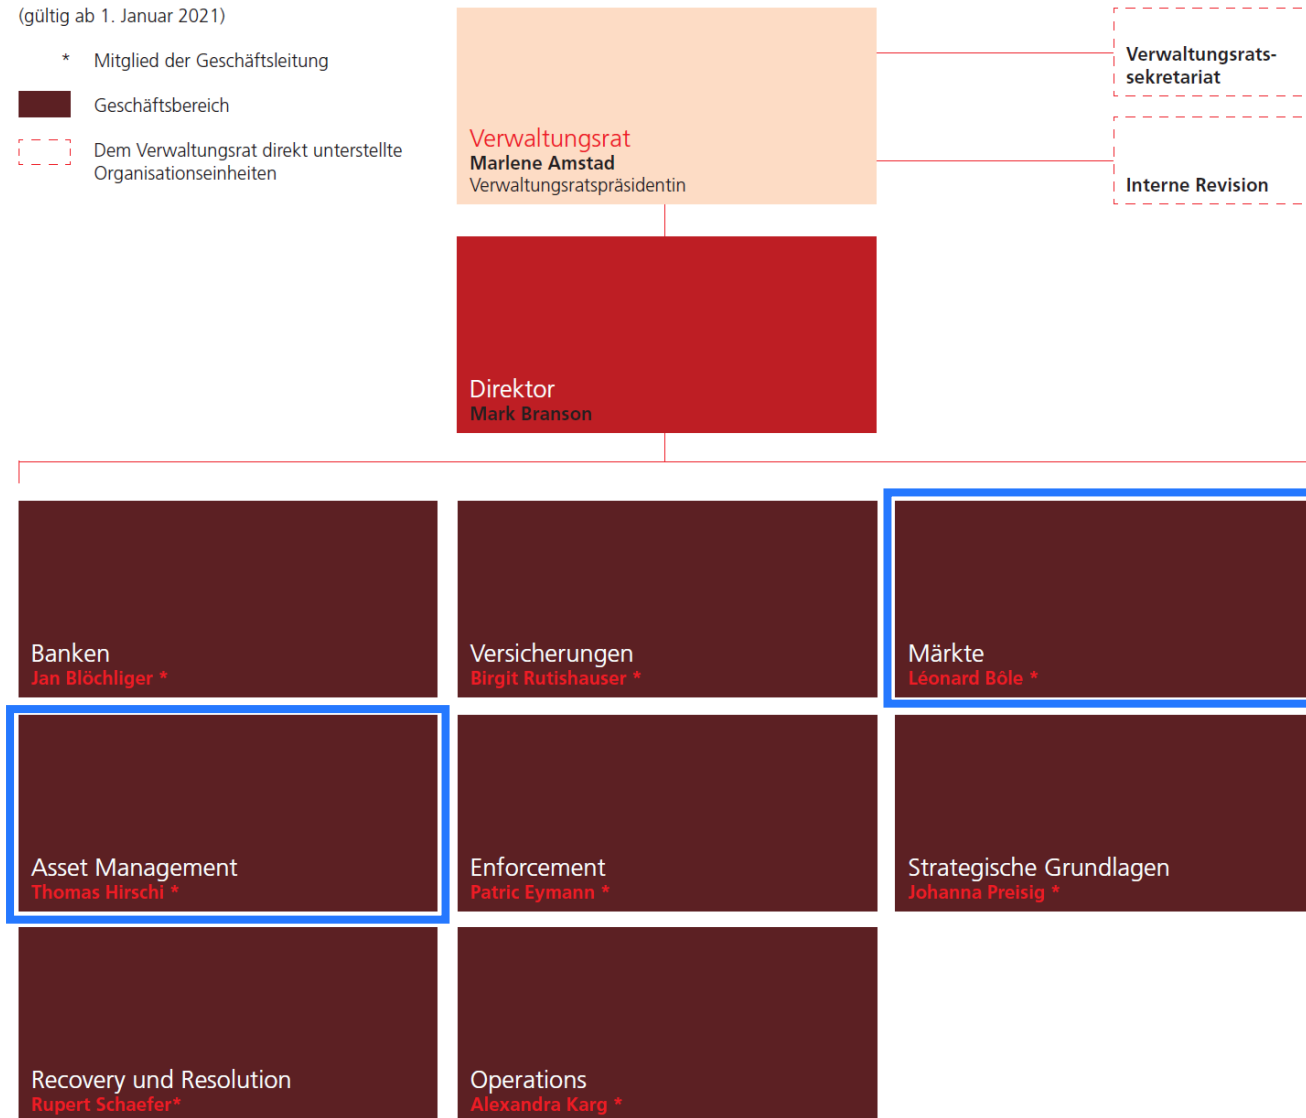 (gültig ab 1. Januar 2021)
* Mitglied der Geschäftsleitung
Geschäftsbereich
Dem Verwaltungsrat direkt unterstellte
Organisationseinheiten
Verwaltungsrat
Marlene Amstad
Verwaltungsratspräsidentin
Verwaltungsrats-
sekretariat
Interne Revision
Direktor
Mark Branson
Banken
Jan Blöchliger *
Versicherungen
Birgit Rutishauser *
Märkte
Léonard Bôle *
Asset Management
Thomas Hirschi *
Enforcement
Patric Eymann *
Strategische Grundlagen
Johanna Preisig *
Recovery und Resolution
Rupert Schaefer*
Operations
Alexandra Karg *